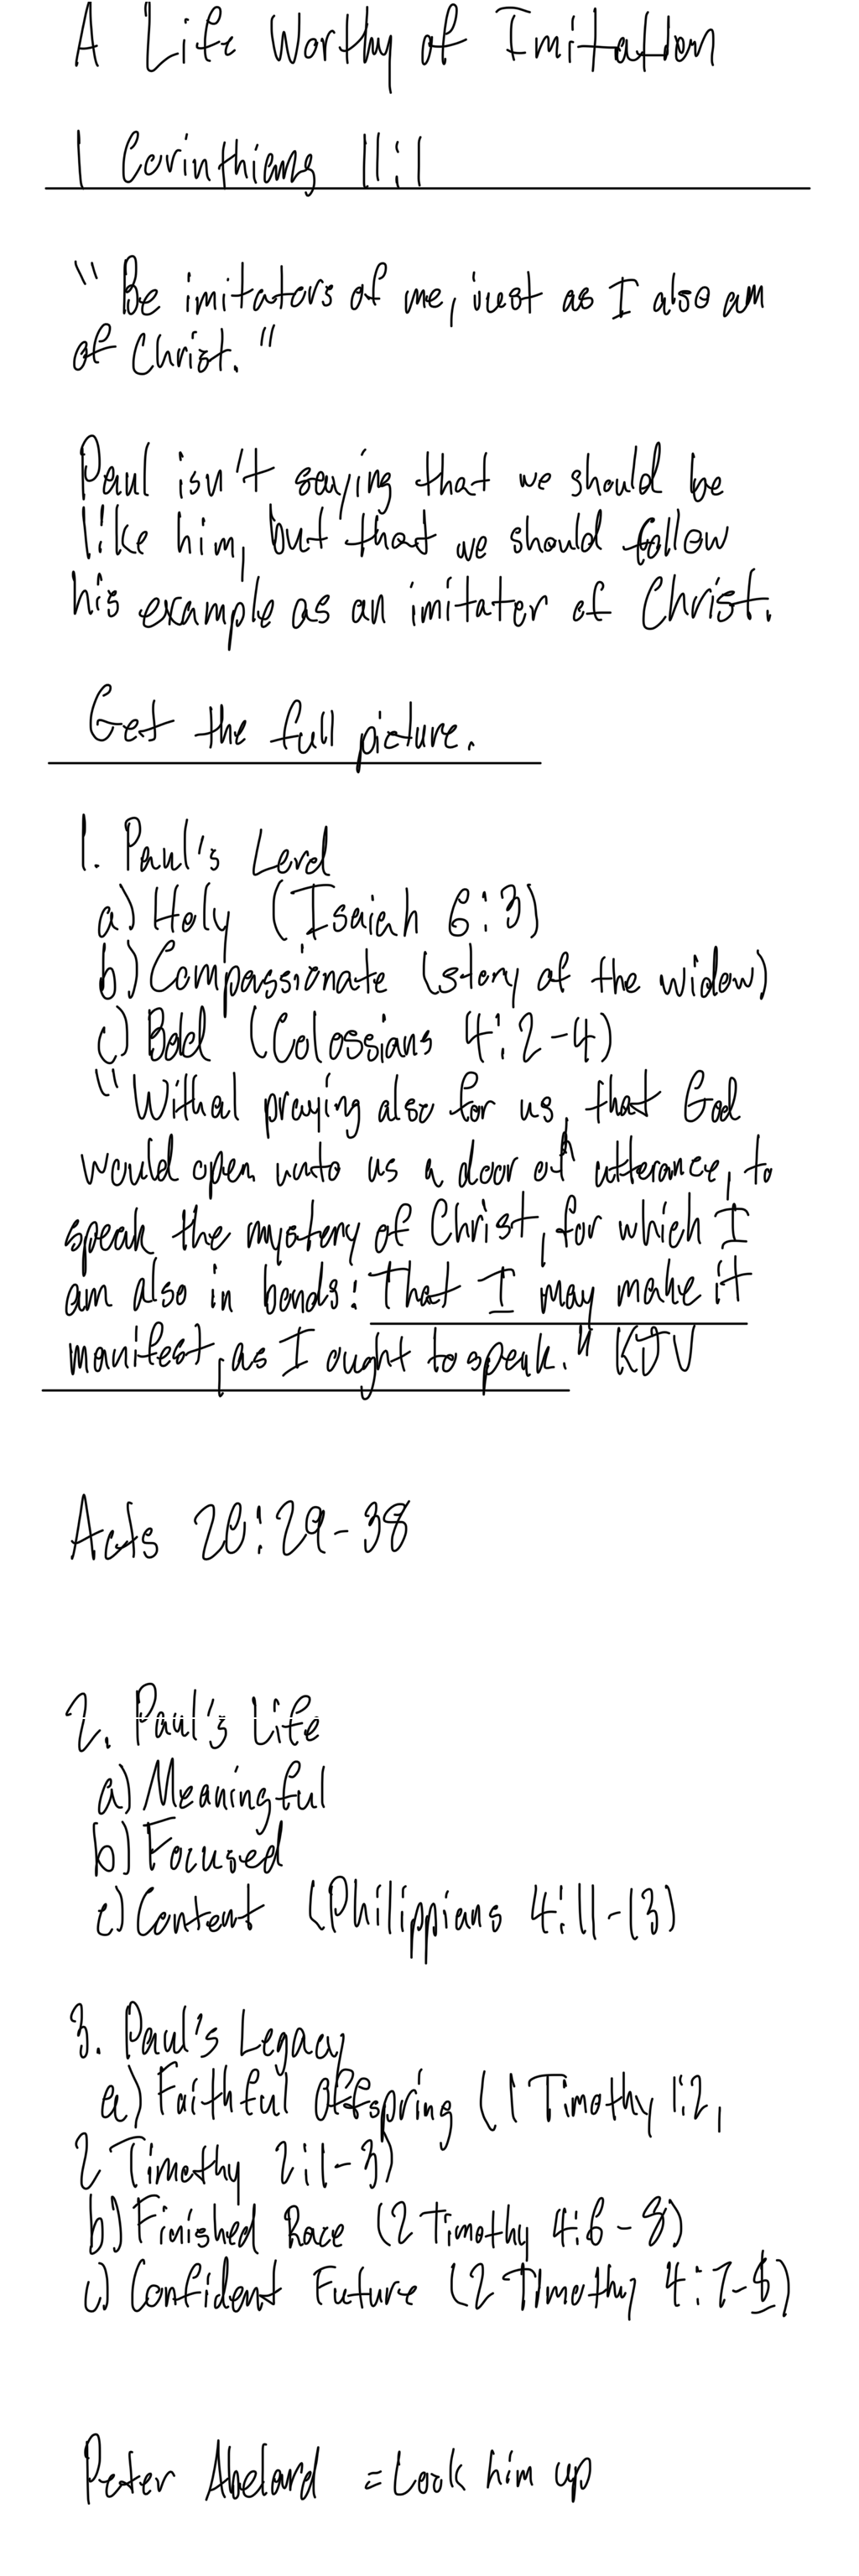 A Life Worthy of Imitation
1 Corinthians 11:1
"Be imitators of me, just as I also am
of Christ."
Paul isn't saying that we should be
like him, but that we should follow
his example as an imitator of Christ.
Get the full picture.
1. Paul's Lord
a) Holy (Isaiah 6:3)
b) Compassionate (story of the widow)
c) Bold (Colossians 4:2-4)
"Withal praying also for us, that God
would open unto us a door of utterance, to
speak the mystery of Christ, for which I
am also in bonds: That I may make it
manifest, as I ought to speak." KJV
Acts 20:29-38
2. Paul's Life
a) Meaningful
b) Focused
c) Content (Philippians 4:11-13)
3. Paul's Legacy
a) Faithful Offspring (1 Timothy 1:2,
2 Timothy 2:1-3)
b) Finished Race (2 Timothy 4:6-8)
c) Confident Future (2 Timothy 4:7-8)
Peter Abelard = Look him up